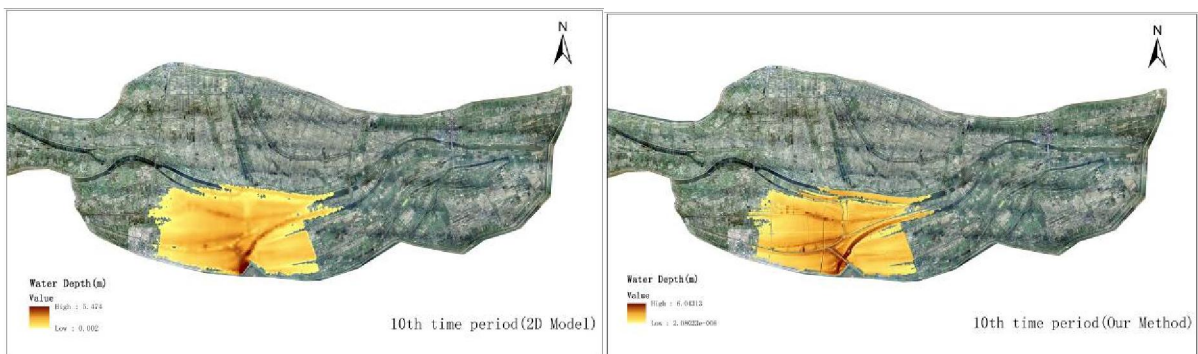 N
Water Depth(m)
Value
High : 5.474
Low : 0.002
10th time period(2D Model)
N
Water Depth(m)
Value
High : 6.04313
10th time period(Our Method)